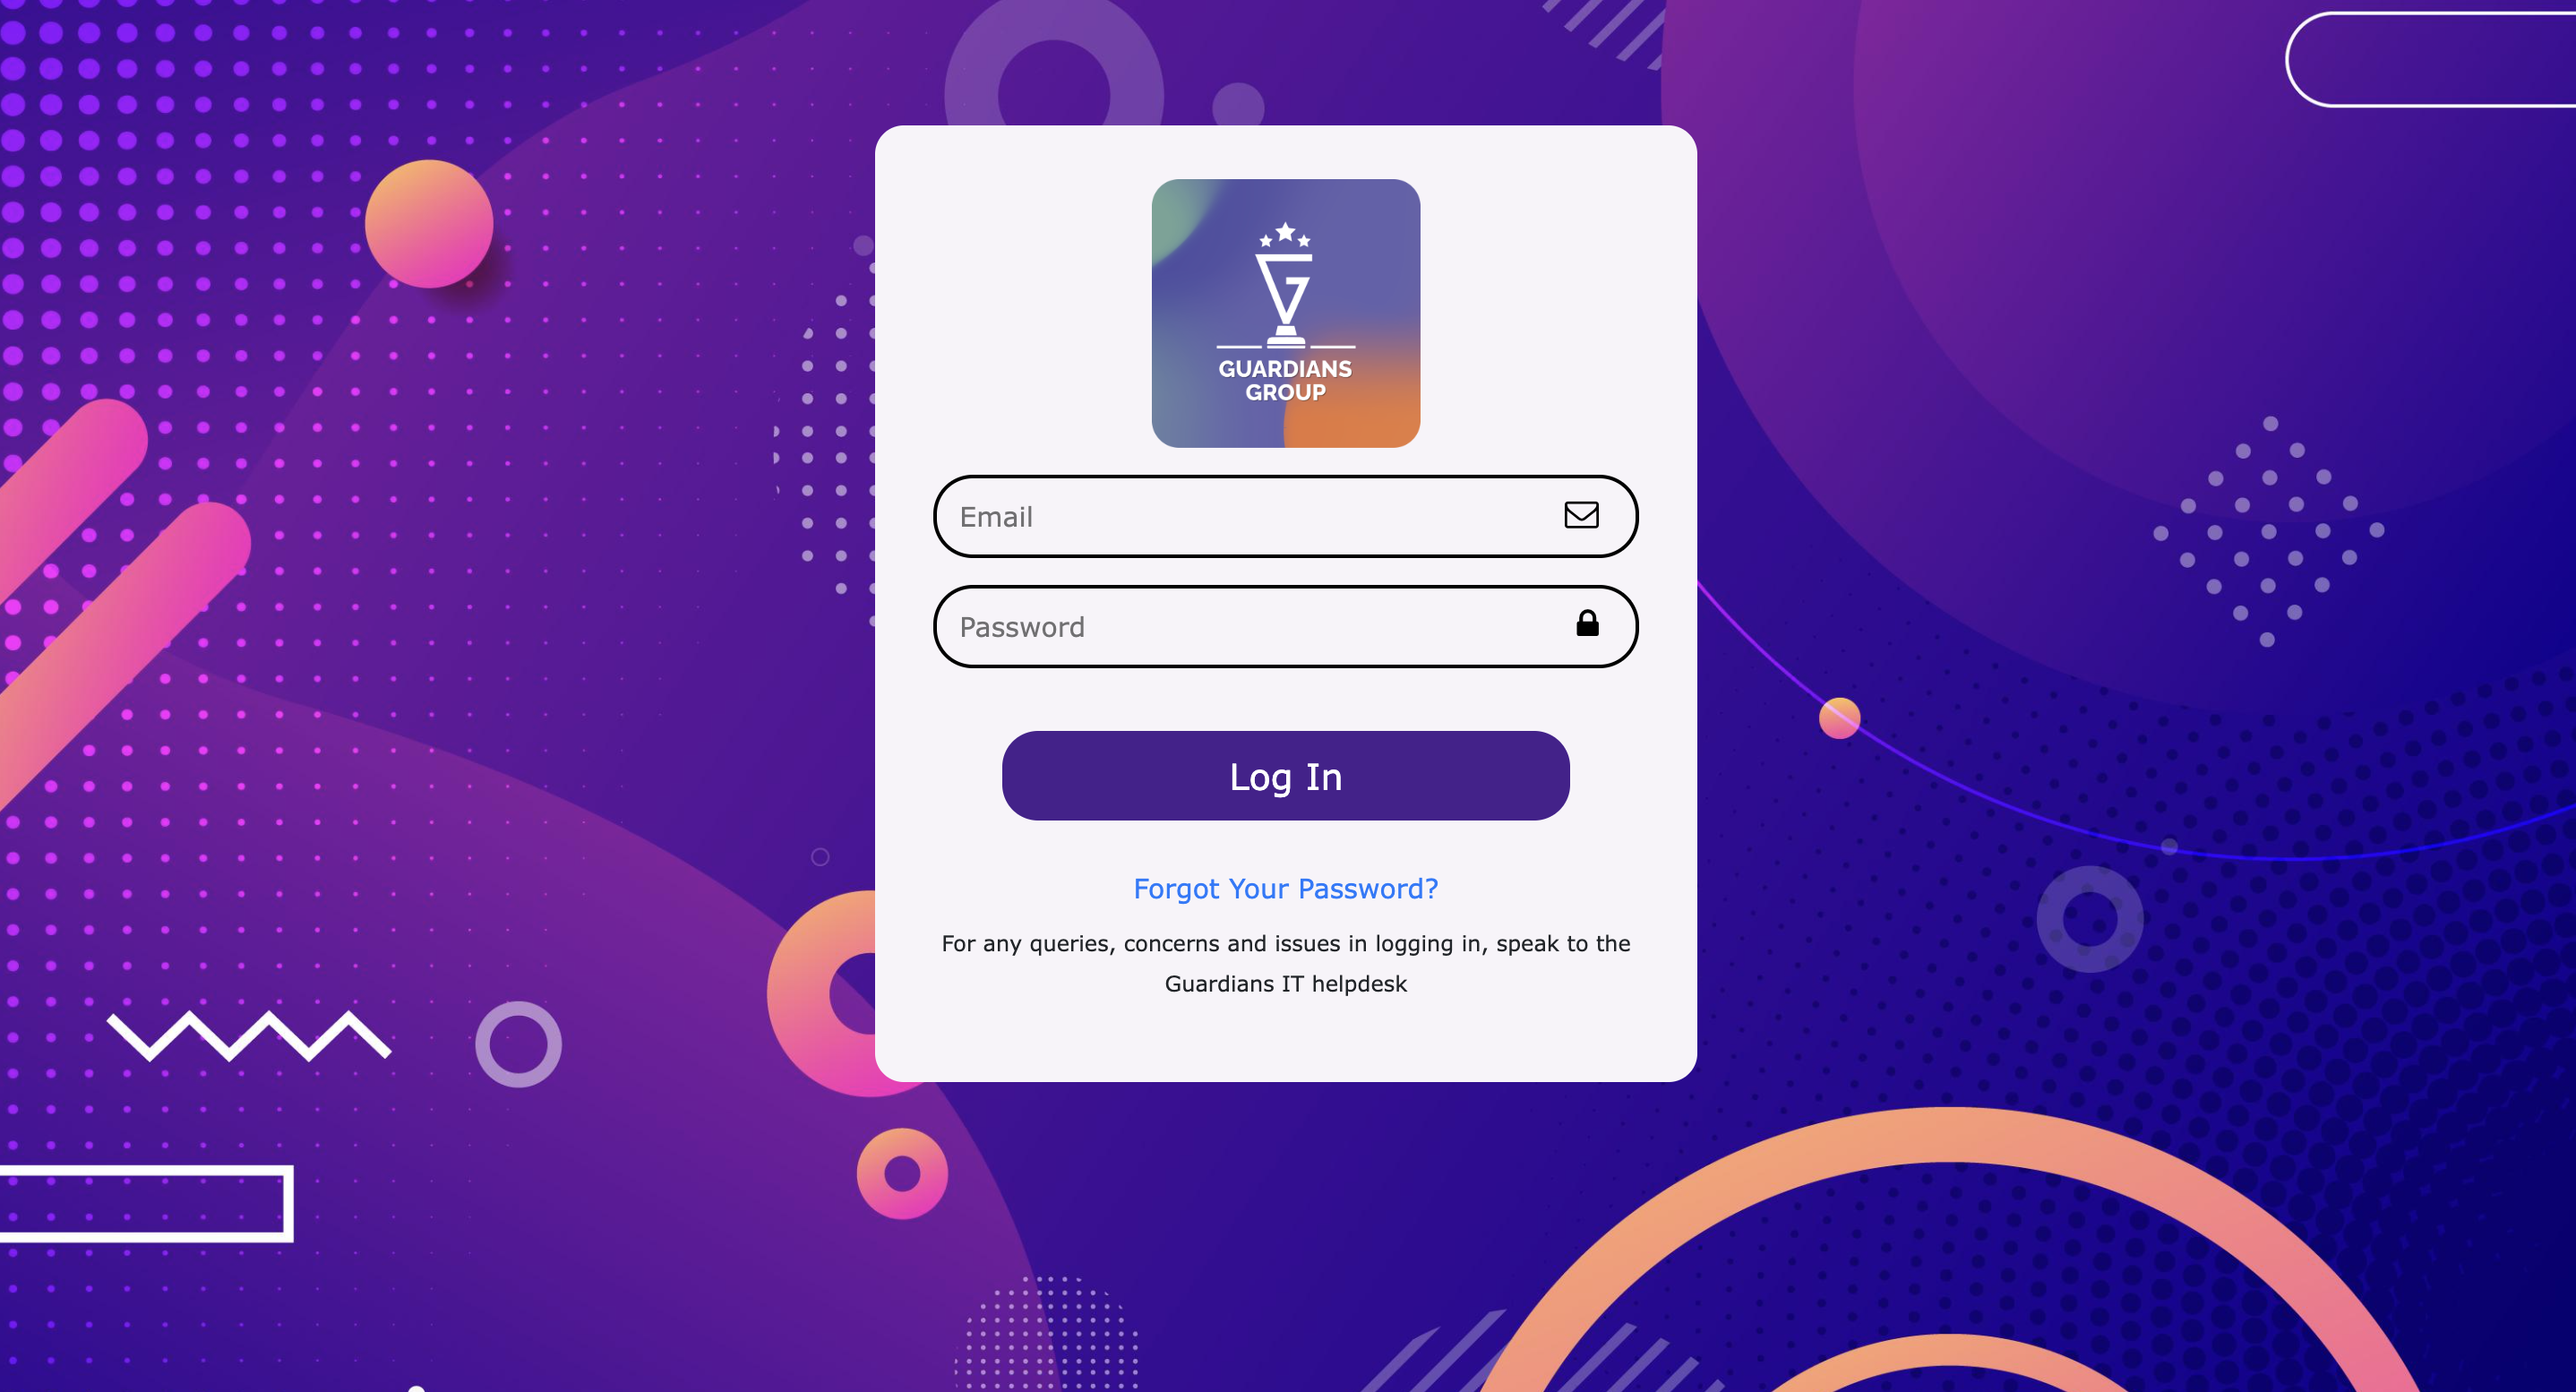 GUARDIANS
GROUP
Email
Password
Log In
Forgot Your Password?
For any queries, concerns and issues in logging in, speak to the
Guardians IT helpdesk